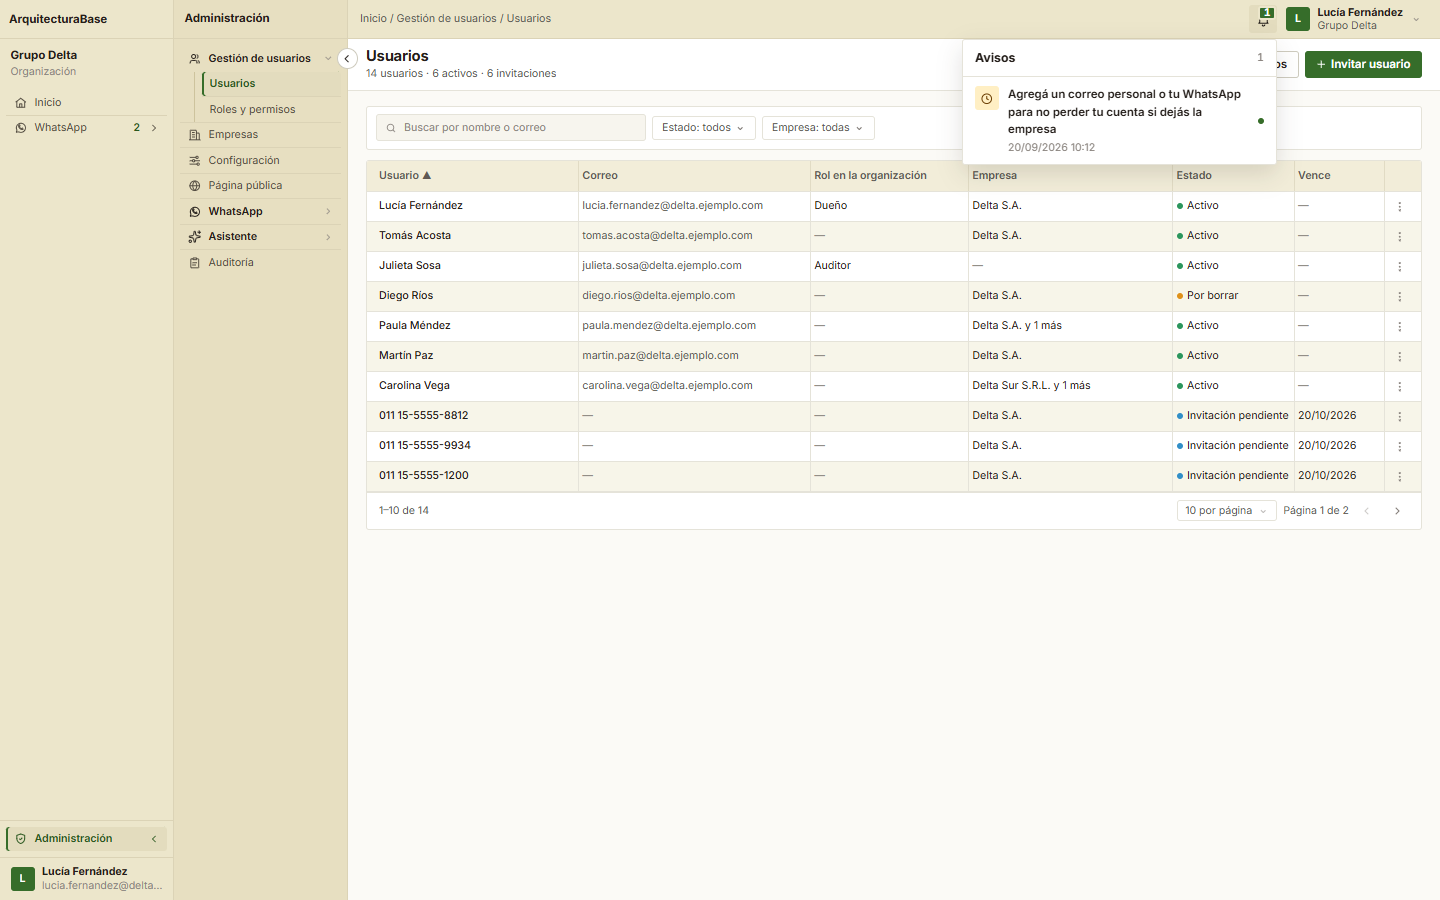 ArquitecturaBase
Grupo Delta
Organización
Inicio
WhatsApp 2
Administración
Lucía Fernández
lucia.fernandez@delta...
Administración
Gestión de usuarios
Usuarios
Roles y permisos
Empresas
Configuración
Página pública
WhatsApp
Asistente
Auditoría
Inicio / Gestión de usuarios / Usuarios
1
L
Lucía Fernández
Grupo Delta
Usuarios
14 usuarios · 6 activos · 6 invitaciones
+ Invitar usuario
Avisos 1
Agregá un correo personal o tu WhatsApp
para no perder tu cuenta si dejás la
empresa
20/09/2026 10:12
Buscar por nombre o correo
Estado: todos
Empresa: todas
Usuario ▲ Correo Rol en la organización Empresa Estado Vence
Lucía Fernández lucia.fernandez@delta.ejemplo.com Dueño Delta S.A. Activo —
Tomás Acosta tomas.acosta@delta.ejemplo.com — Delta S.A. Activo —
Julieta Sosa julieta.sosa@delta.ejemplo.com Auditor — Activo —
Diego Ríos diego.rios@delta.ejemplo.com — Delta S.A. Por borrar —
Paula Méndez paula.mendez@delta.ejemplo.com — Delta S.A. y 1 más Activo —
Martín Paz martin.paz@delta.ejemplo.com — Delta S.A. Activo —
Carolina Vega carolina.vega@delta.ejemplo.com — Delta Sur S.R.L. y 1 más Activo —
011 15-5555-8812 — — Delta S.A. Invitación pendiente 20/10/2026
011 15-5555-9934 — — Delta S.A. Invitación pendiente 20/10/2026
011 15-5555-1200 — — Delta S.A. Invitación pendiente 20/10/2026
1–10 de 14
10 por página
Página 1 de 2
L